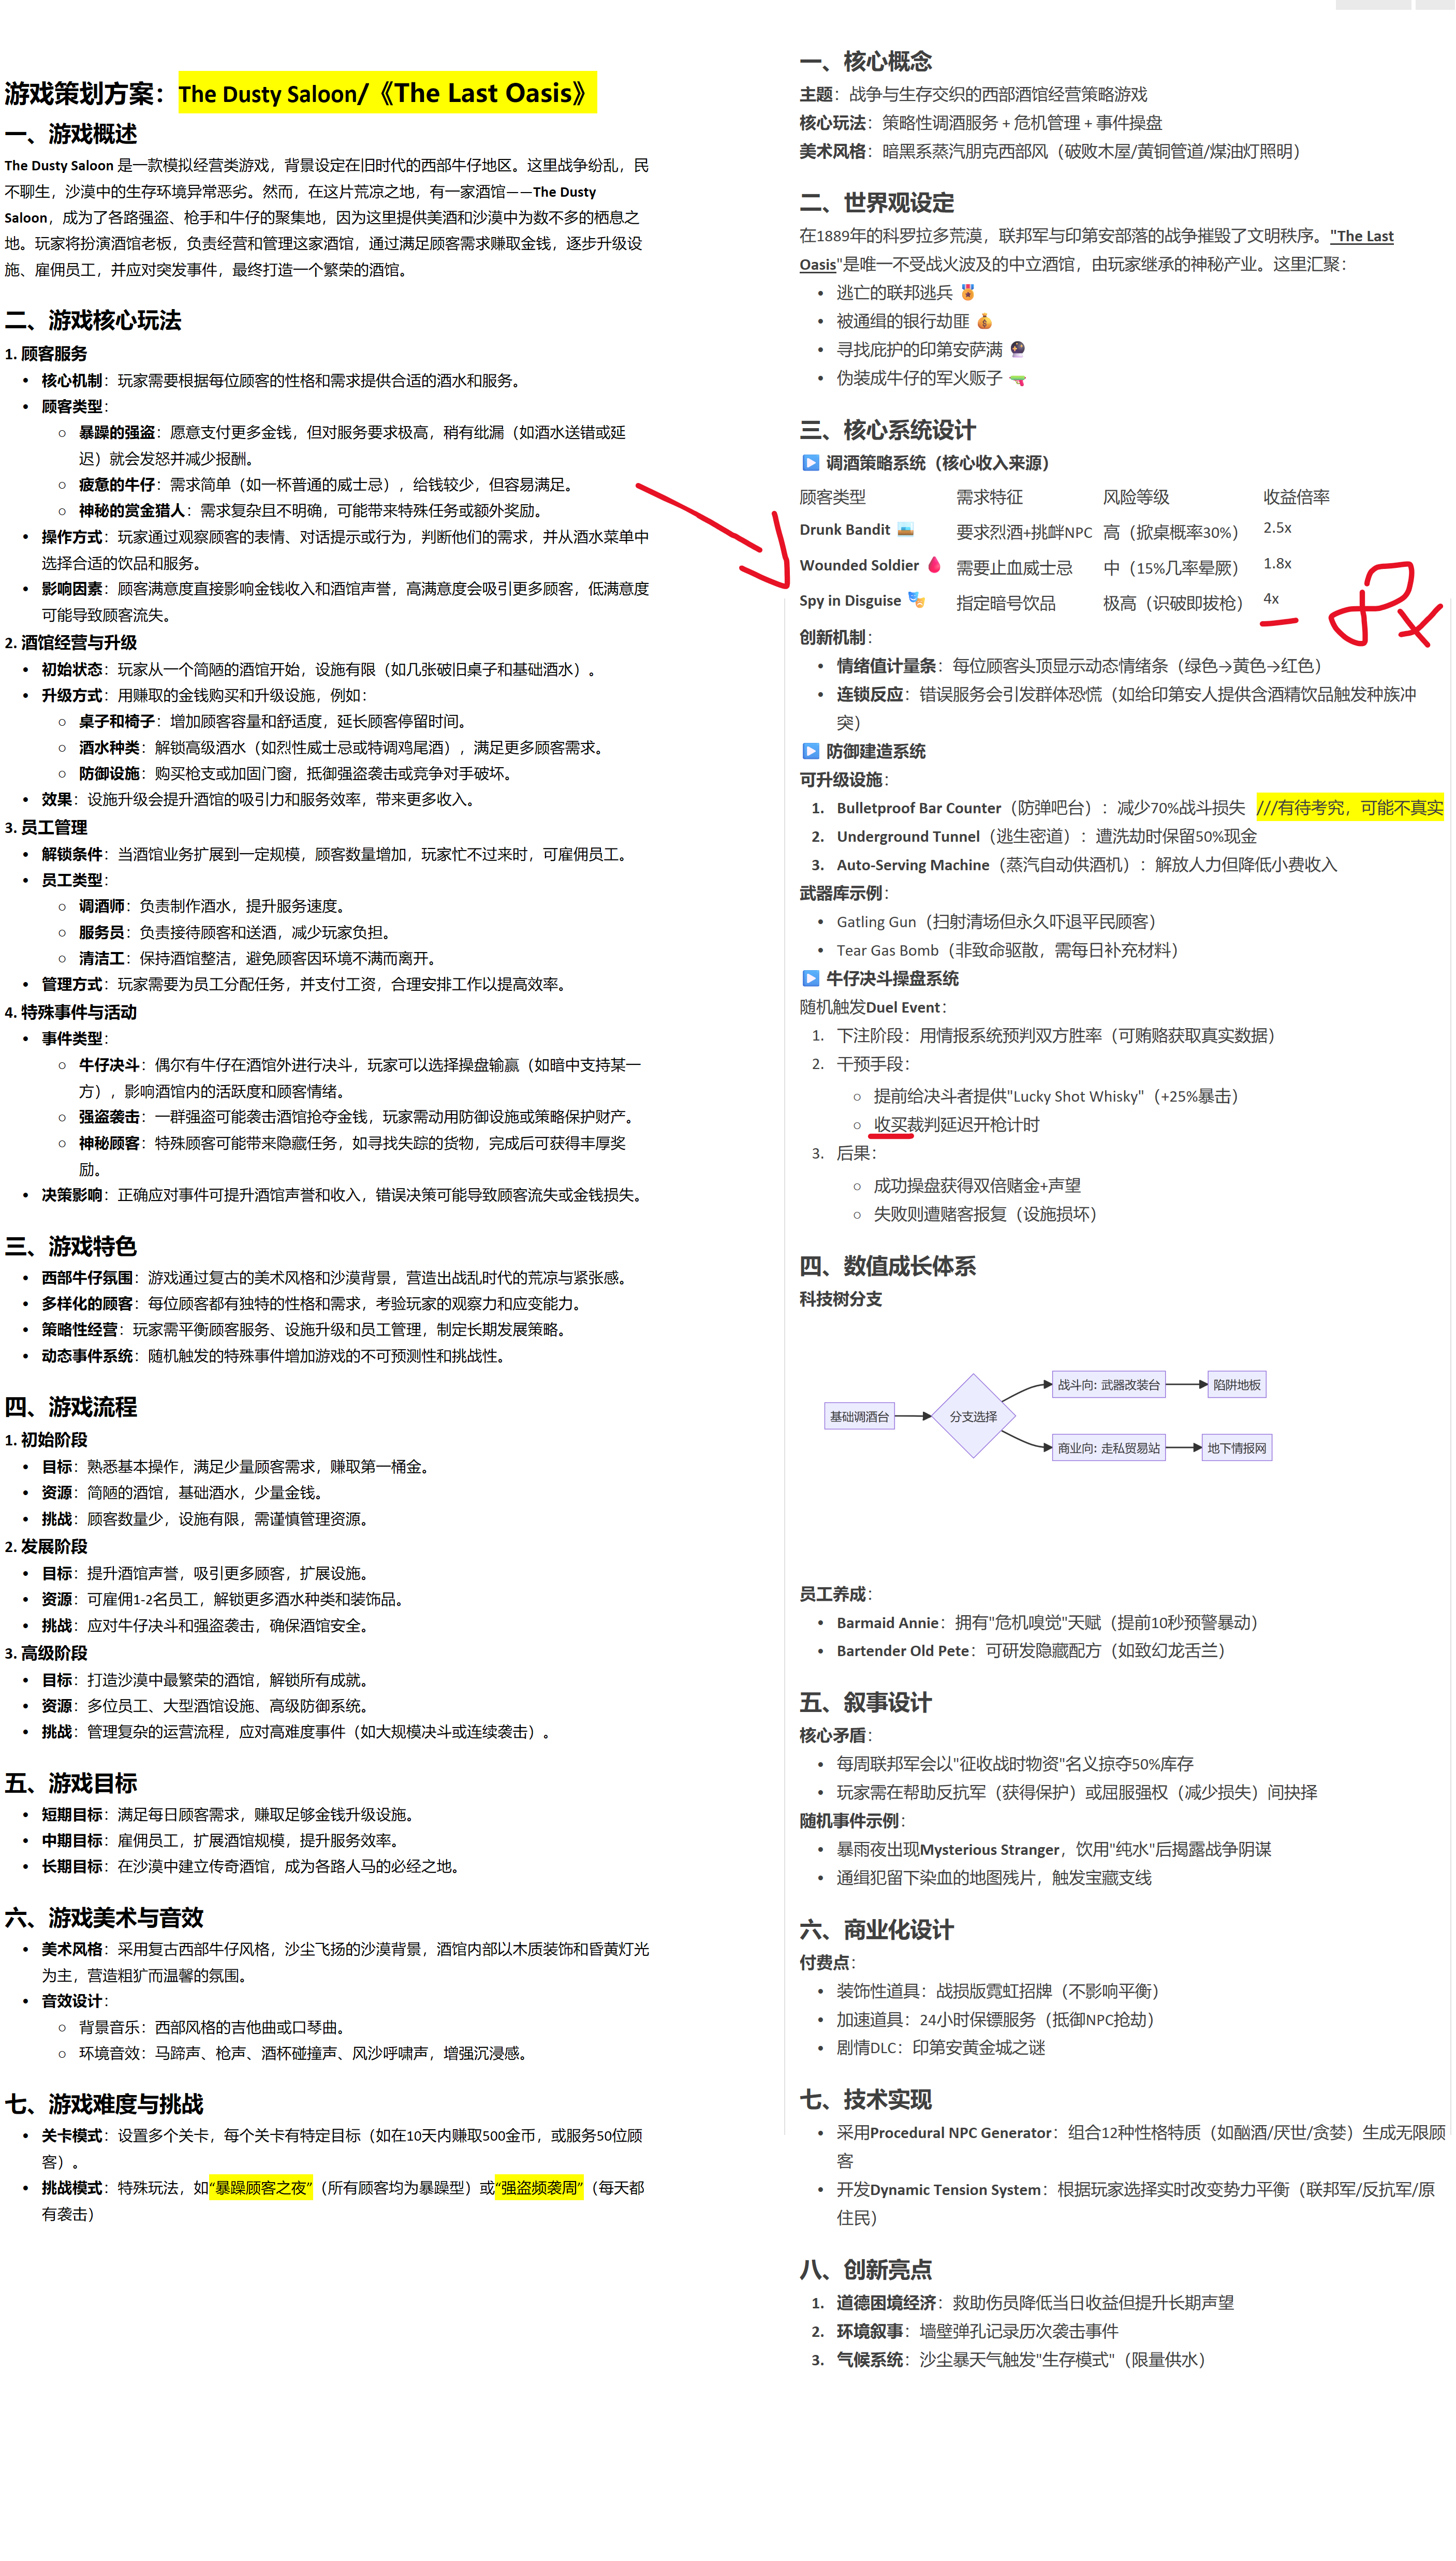 游戏策划方案：The Dusty Saloon/《The Last Oasis》
一、游戏概述
The Dusty Saloon 是一款模拟经营类游戏，背景设定在旧时代的西部牛仔地区。这里战争纷乱，民
不聊生，沙漠中的生存环境异常恶劣。然而，在这片荒凉之地，有一家酒馆——The Dusty
Saloon，成为了各路强盗、枪手和牛仔的聚集地，因为这里提供美酒和沙漠中为数不多的栖息之
地。玩家将扮演酒馆老板，负责经营和管理这家酒馆，通过满足顾客需求赚取金钱，逐步升级设
施、雇佣员工，并应对突发事件，最终打造一个繁荣的酒馆。
二、游戏核心玩法
1. 顾客服务
• 核心机制：玩家需要根据每位顾客的性格和需求提供合适的酒水和服务。
• 顾客类型：
○ 暴躁的强盗：愿意支付更多金钱，但对服务要求极高，稍有纰漏（如酒水送错或延
迟）就会发怒并减少报酬。
○ 疲惫的牛仔：需求简单（如一杯普通的威士忌），给钱较少，但容易满足。
○ 神秘的赏金猎人：需求复杂且不明确，可能带来特殊任务或额外奖励。
• 操作方式：玩家通过观察顾客的表情、对话提示或行为，判断他们的需求，并从酒水菜单中
选择合适的饮品和服务。
• 影响因素：顾客满意度直接影响金钱收入和酒馆声誉，高满意度会吸引更多顾客，低满意度
可能导致顾客流失。
2. 酒馆经营与升级
• 初始状态：玩家从一个简陋的酒馆开始，设施有限（如几张破旧桌子和基础酒水）。
• 升级方式：用赚取的金钱购买和升级设施，例如：
○ 桌子和椅子：增加顾客容量和舒适度，延长顾客停留时间。
○ 酒水种类：解锁高级酒水（如烈性威士忌或特调鸡尾酒），满足更多顾客需求。
○ 防御设施：购买枪支或加固门窗，抵御强盗袭击或竞争对手破坏。
• 效果：设施升级会提升酒馆的吸引力和服务效率，带来更多收入。
3. 员工管理
• 解锁条件：当酒馆业务扩展到一定规模，顾客数量增加，玩家忙不过来时，可雇佣员工。
• 员工类型：
○ 调酒师：负责制作酒水，提升服务速度。
○ 服务员：负责接待顾客和送酒，减少玩家负担。
○ 清洁工：保持酒馆整洁，避免顾客因环境不满而离开。
• 管理方式：玩家需要为员工分配任务，并支付工资，合理安排工作以提高效率。
4. 特殊事件与活动
• 事件类型：
○ 牛仔决斗：偶尔有牛仔在酒馆外进行决斗，玩家可以选择操盘输赢（如暗中支持某一
方），影响酒馆内的活跃度和顾客情绪。
○ 强盗袭击：一群强盗可能袭击酒馆抢夺金钱，玩家需动用防御设施或策略保护财产。
○ 神秘顾客：特殊顾客可能带来隐藏任务，如寻找失踪的货物，完成后可获得丰厚奖
励。
• 决策影响：正确应对事件可提升酒馆声誉和收入，错误决策可能导致顾客流失或金钱损失。
三、游戏特色
• 西部牛仔氛围：游戏通过复古的美术风格和沙漠背景，营造出战乱时代的荒凉与紧张感。
• 多样化的顾客：每位顾客都有独特的性格和需求，考验玩家的观察力和应变能力。
• 策略性经营：玩家需平衡顾客服务、设施升级和员工管理，制定长期发展策略。
• 动态事件系统：随机触发的特殊事件增加游戏的不可预测性和挑战性。
四、游戏流程
1. 初始阶段
• 目标：熟悉基本操作，满足少量顾客需求，赚取第一桶金。
• 资源：简陋的酒馆，基础酒水，少量金钱。
• 挑战：顾客数量少，设施有限，需谨慎管理资源。
2. 发展阶段
• 目标：提升酒馆声誉，吸引更多顾客，扩展设施。
• 资源：可雇佣1-2名员工，解锁更多酒水种类和装饰品。
• 挑战：应对牛仔决斗和强盗袭击，确保酒馆安全。
3. 高级阶段
• 目标：打造沙漠中最繁荣的酒馆，解锁所有成就。
• 资源：多位员工、大型酒馆设施、高级防御系统。
• 挑战：管理复杂的运营流程，应对高难度事件（如大规模决斗或连续袭击）。
五、游戏目标
• 短期目标：满足每日顾客需求，赚取足够金钱升级设施。
• 中期目标：雇佣员工，扩展酒馆规模，提升服务效率。
• 长期目标：在沙漠中建立传奇酒馆，成为各路人马的必经之地。
六、游戏美术与音效
• 美术风格：采用复古西部牛仔风格，沙尘飞扬的沙漠背景，酒馆内部以木质装饰和昏黄灯光
为主，营造粗犷而温馨的氛围。
• 音效设计：
○ 背景音乐：西部风格的吉他曲或口琴曲。
○ 环境音效：马蹄声、枪声、酒杯碰撞声、风沙呼啸声，增强沉浸感。
七、游戏难度与挑战
• 关卡模式：设置多个关卡，每个关卡有特定目标（如在10天内赚取500金币，或服务50位顾
客）。
• 挑战模式：特殊玩法，如“暴躁顾客之夜”（所有顾客均为暴躁型）或“强盗频袭周”（每天都
有袭击）
一、核心概念
主题：战争与生存交织的西部酒馆经营策略游戏
核心玩法：策略性调酒服务 + 危机管理 + 事件操盘
美术风格：暗黑系蒸汽朋克西部风（破败木屋/黄铜管道/煤油灯照明）
二、世界观设定
在1889年的科罗拉多荒漠，联邦军与印第安部落的战争摧毁了文明秩序。"The Last
Oasis"是唯一不受战火波及的中立酒馆，由玩家继承的神秘产业。这里汇聚：
• 逃亡的联邦逃兵 🎖️
• 被通缉的银行劫匪 💰
• 寻找庇护的印第安萨满 🔮
• 伪装成牛仔的军火贩子 🔫
三、核心系统设计
▶️ 调酒策略系统（核心收入来源）
顾客类型 需求特征 风险等级 收益倍率
Drunk Bandit 要求烈酒+挑衅NPC 高（掀桌概率30%） 2.5x
Wounded Soldier 🩸 需要止血威士忌 中（15%几率晕厥） 1.8x
Spy in Disguise 🎭 指定暗号饮品 极高（识破即拔枪） 4x
8x
创新机制：
• 情绪值计量条：每位顾客头顶显示动态情绪条（绿色→黄色→红色）
• 连锁反应：错误服务会引发群体恐慌（如给印第安人提供含酒精饮品触发种族冲
突）
▶️ 防御建造系统
可升级设施：
1. Bulletproof Bar Counter（防弹吧台）：减少70%战斗损失 ///有待考究，可能不真实
2. Underground Tunnel（逃生密道）：遭洗劫时保留50%现金
3. Auto-Serving Machine（蒸汽自动供酒机）：解放人力但降低小费收入
武器库示例：
• Gatling Gun（扫射清场但永久吓退平民顾客）
• Tear Gas Bomb（非致命驱散，需每日补充材料）
▶️ 牛仔决斗操盘系统
随机触发Duel Event：
1. 下注阶段：用情报系统预判双方胜率（可贿赂获取真实数据）
2. 干预手段：
○ 提前给决斗者提供"Lucky Shot Whisky"（+25%暴击）
○ 收买裁判延迟开枪计时
3. 后果：
○ 成功操盘获得双倍赌金+声望
○ 失败则遭赌客报复（设施损坏）
四、数值成长体系
科技树分支
战斗向: 武器改装台 陷阱地板
基础调酒台 分支选择
商业向: 走私贸易站 地下情报网
员工养成：
• Barmaid Annie：拥有"危机嗅觉"天赋（提前10秒预警暴动）
• Bartender Old Pete：可研发隐藏配方（如致幻龙舌兰）
五、叙事设计
核心矛盾：
• 每周联邦军会以"征收战时物资"名义掠夺50%库存
• 玩家需在帮助反抗军（获得保护）或屈服强权（减少损失）间抉择
随机事件示例：
• 暴雨夜出现Mysterious Stranger，饮用"纯水"后揭露战争阴谋
• 通缉犯留下染血的地图残片，触发宝藏支线
六、商业化设计
付费点：
• 装饰性道具：战损版霓虹招牌（不影响平衡）
• 加速道具：24小时保镖服务（抵御NPC抢劫）
• 剧情DLC：印第安黄金城之谜
七、技术实现
• 采用Procedural NPC Generator：组合12种性格特质（如酗酒/厌世/贪婪）生成无限顾
客
• 开发Dynamic Tension System：根据玩家选择实时改变势力平衡（联邦军/反抗军/原
住民）
八、创新亮点
1. 道德困境经济：救助伤员降低当日收益但提升长期声望
2. 环境叙事：墙壁弹孔记录历次袭击事件
3. 气候系统：沙尘暴天气触发"生存模式"（限量供水）